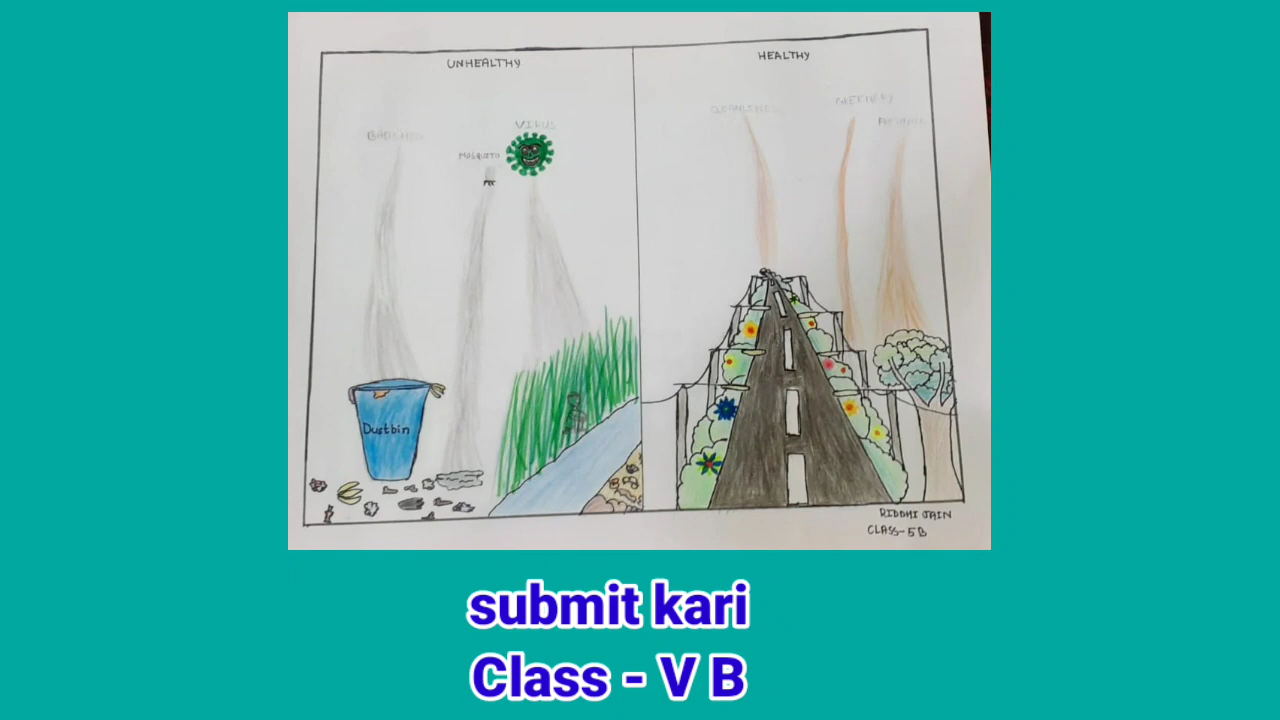 UNHEALTHY
HEALTHY
VIRUS
MOSQUITO
Dustbin
RIDDHI JAIN
CLASS-5B
submit kari
Class - V B